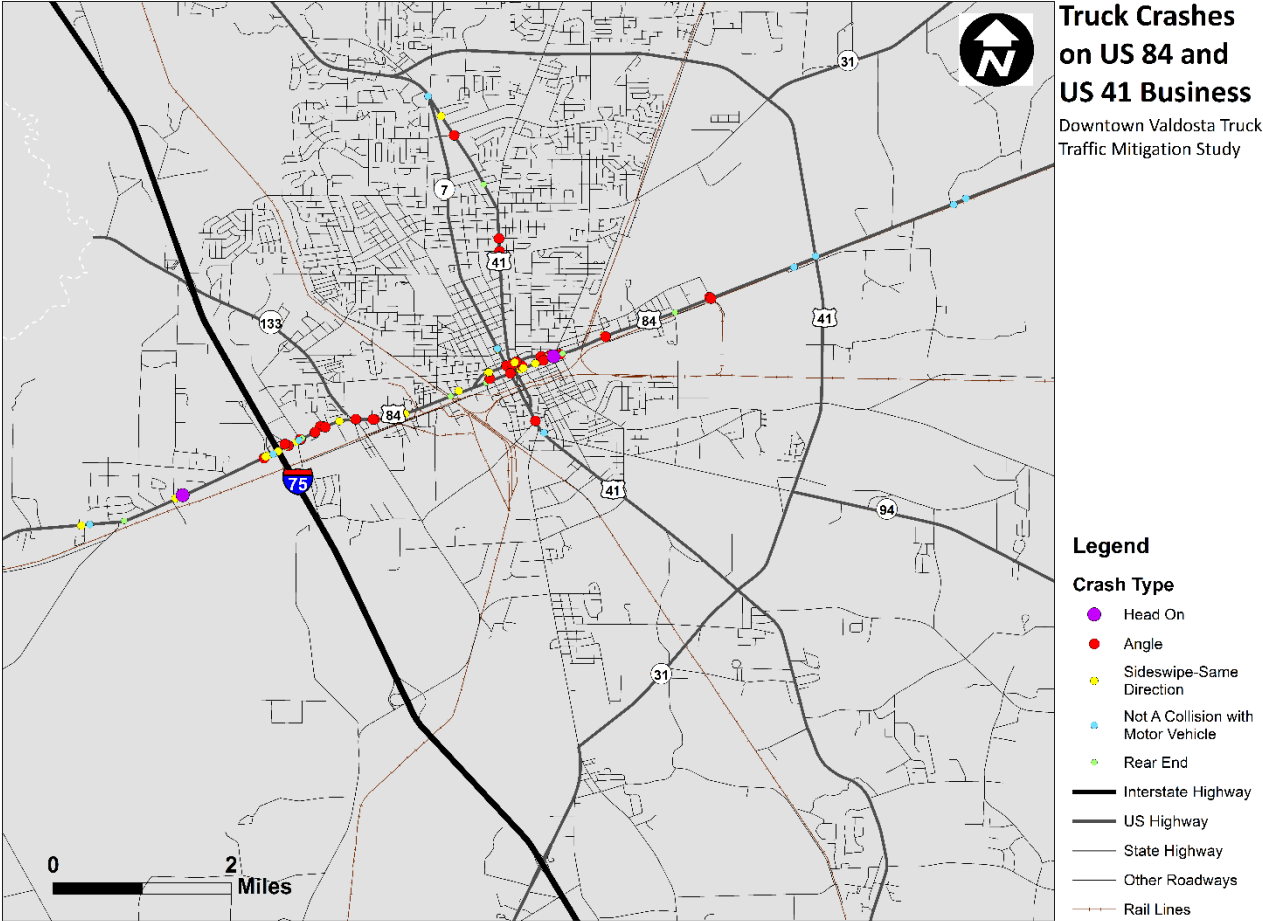 Truck Crashes
on US 84 and
US 41 Business
Downtown Valdosta Truck
Traffic Mitigation Study
N
31
7
41
133
84
41
84
75
41
94
31
0 2
Miles
Legend
Crash Type
Head On
Angle
Sideswipe-Same
Direction
Not A Collision with
Motor Vehicle
Rear End
Interstate Highway
US Highway
State Highway
Other Roadways
Rail Lines